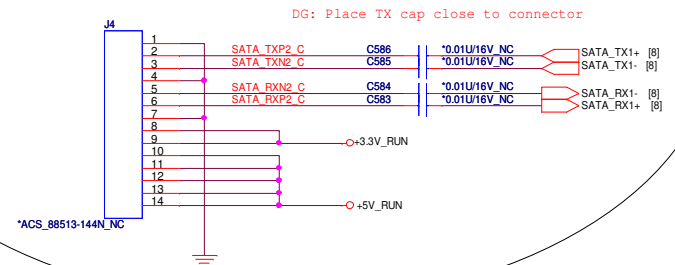 DG: Place TX cap close to connector
J4
1
2 SATA_TXP2_C C586 *0.01U/16V_NC SATA_TX1+ [8]
3 SATA_TXN2_C C585 *0.01U/16V_NC SATA_TX1- [8]
4
5 SATA_RXN2_C C584 *0.01U/16V_NC SATA_RX1- [8]
6 SATA_RXP2_C C583 *0.01U/16V_NC SATA_RX1+ [8]
7
8
9 +3.3V_RUN
10
11
12
13
14 +5V_RUN
*ACS_88513-144N_NC